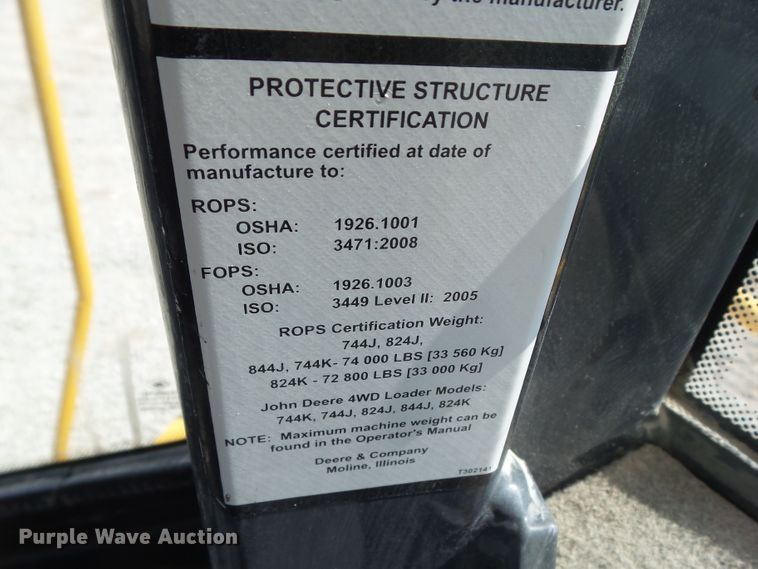 by the manufacturer.
PROTECTIVE STRUCTURE
CERTIFICATION
Performance certified at date of
manufacture to:
ROPS:
OSHA: 1926.1001
ISO: 3471:2008
FOPS:
OSHA: 1926.1003
ISO: 3449 Level II: 2005
ROPS Certification Weight:
744J, 824J,
844J, 744K- 74 000 LBS [33 560 Kg]
824K - 72 800 LBS [33 000 Kg]
John Deere 4WD Loader Models:
744K, 744J, 824J, 844J, 824K
NOTE: Maximum machine weight can be
found in the Operator's Manual
Deere & Company
Moline, Illinois
T302141
Purple Wave Auction®